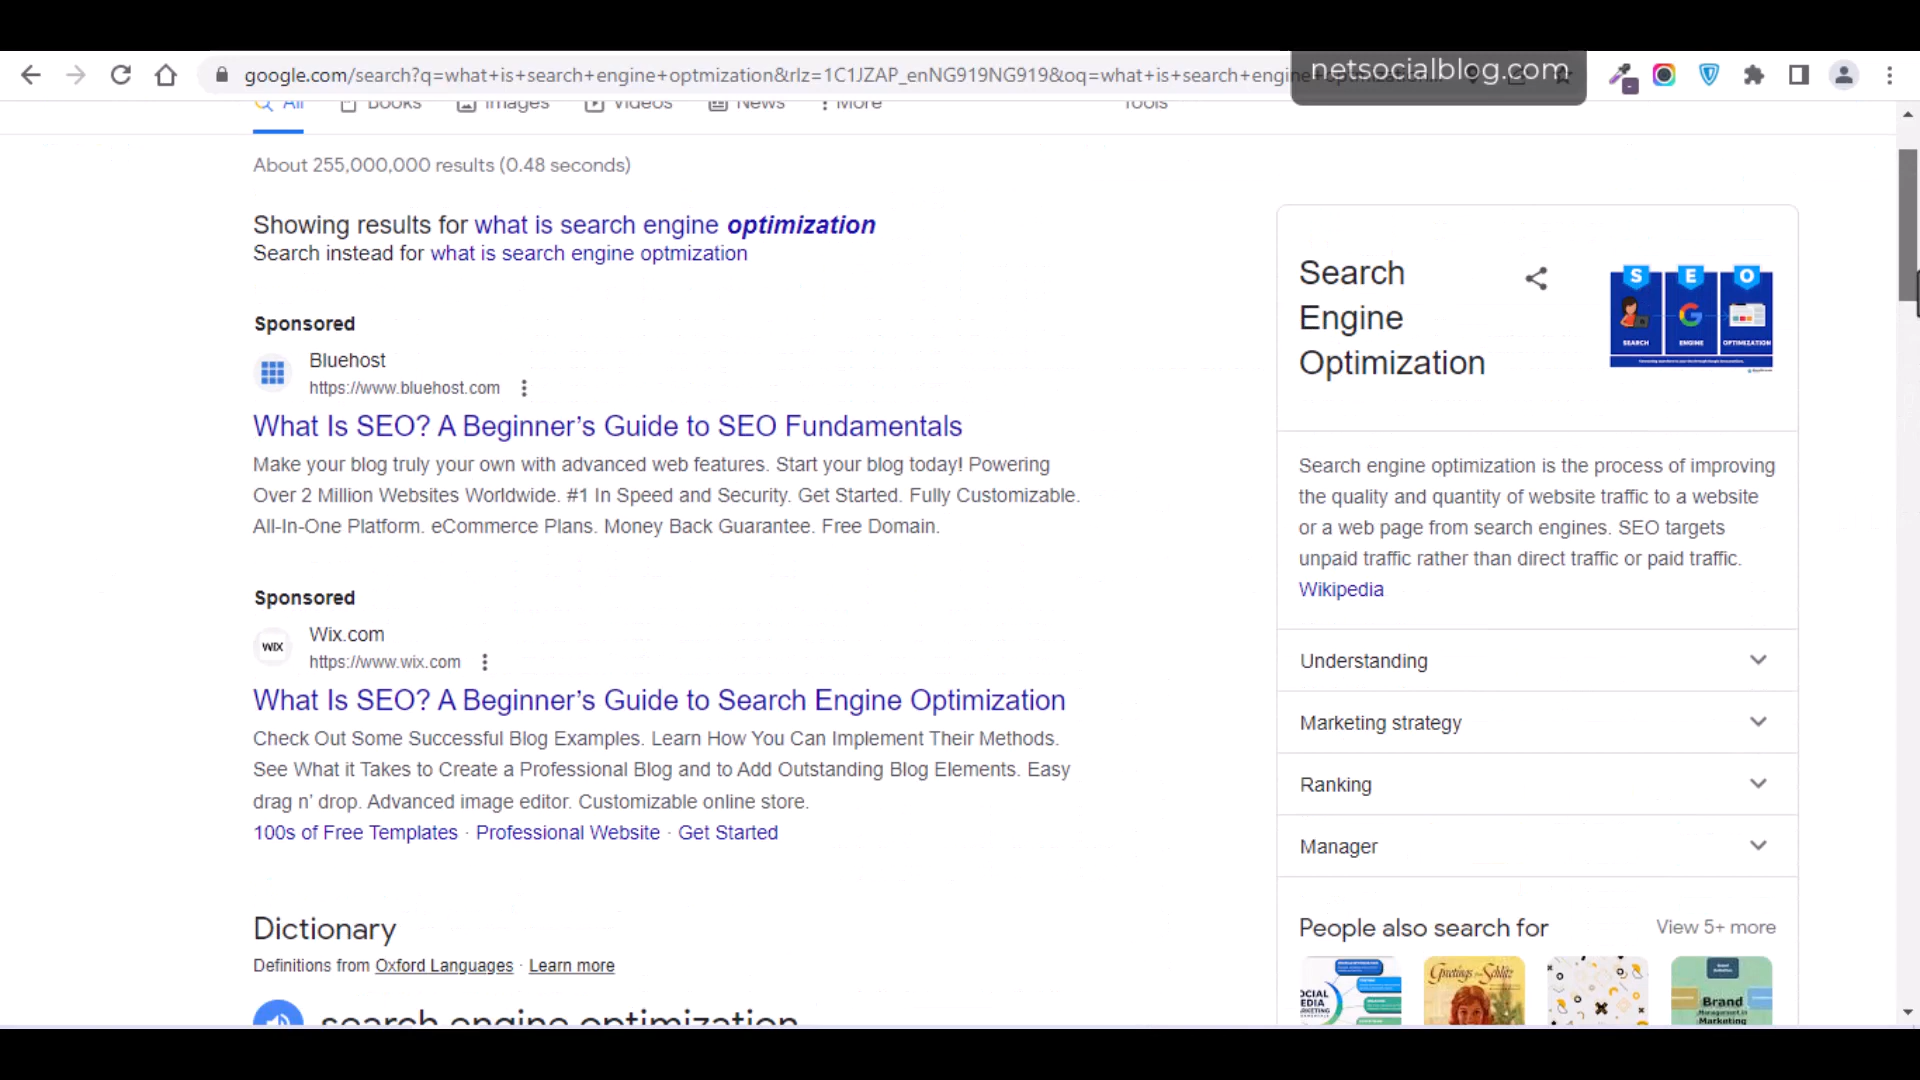 google.com/search?q=what+is+search+engine+optmization&rlz=1C1JZAP_enNG919NG919&oq=what+is+search+engine+
netsocialblog.com
All Books Images Videos News More Tools
About 255,000,000 results (0.48 seconds)
Showing results for what is search engine optimization
Search instead for what is search engine optmization
Sponsored
Bluehost
https://www.bluehost.com
What Is SEO? A Beginner’s Guide to SEO Fundamentals
Make your blog truly your own with advanced web features. Start your blog today! Powering
Over 2 Million Websites Worldwide. #1 In Speed and Security. Get Started. Fully Customizable.
All-In-One Platform. eCommerce Plans. Money Back Guarantee. Free Domain.
Sponsored
WIX
Wix.com
https://www.wix.com
What Is SEO? A Beginner’s Guide to Search Engine Optimization
Check Out Some Successful Blog Examples. Learn How You Can Implement Their Methods.
See What it Takes to Create a Professional Blog and to Add Outstanding Blog Elements. Easy
drag n’ drop. Advanced image editor. Customizable online store.
100s of Free Templates · Professional Website · Get Started
Dictionary
Definitions from Oxford Languages · Learn more
search engine optimization
Search
Engine
Optimization
S E O
SEARCH ENGINE OPTIMIZATION
Search engine optimization is the process of improving
the quality and quantity of website traffic to a website
or a web page from search engines. SEO targets
unpaid traffic rather than direct traffic or paid traffic.
Wikipedia
Understanding
Marketing strategy
Ranking
Manager
People also search for View 5+ more
OCIAL
EDIA
Greetings from Schlitz
Brand
Management in
Marketing